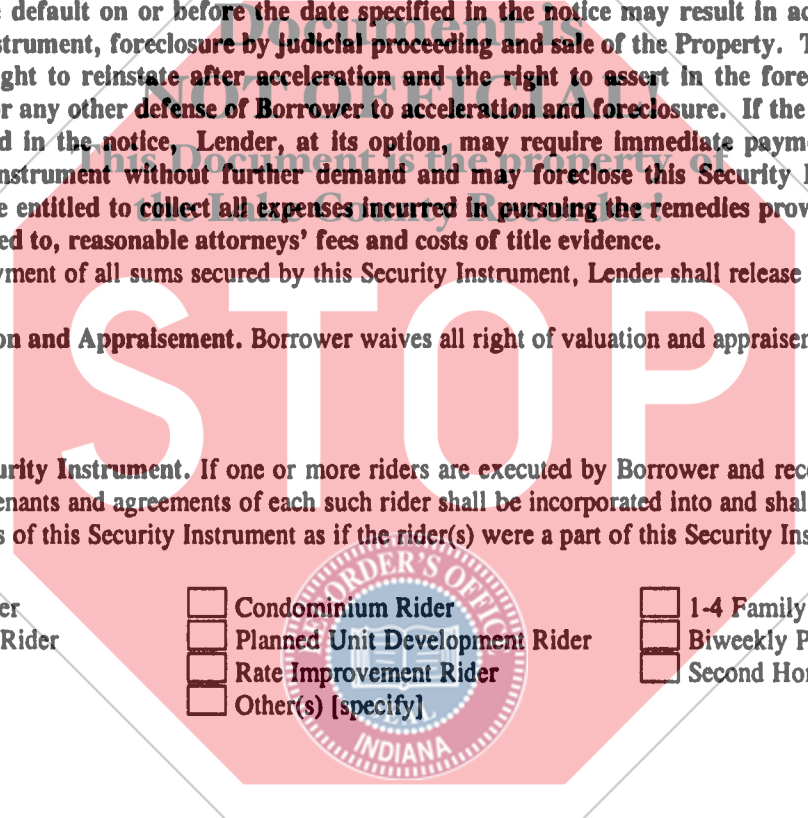 default on or before the date specified in the notice may result in ac
strument, foreclosure by judicial proceeding and sale of the Property. T
ght to reinstate after acceleration and the right to assert in the fore
r any other defense of Borrower to acceleration and foreclosure. If the
d in the notice, Lender, at its option, may require immediate paym
nstrument without further demand and may foreclose this Security I
e entitled to collect all expenses incurred in pursuing the remedies prov
ed to, reasonable attorneys' fees and costs of title evidence.
yment of all sums secured by this Security Instrument, Lender shall release
on and Appraisement. Borrower waives all right of valuation and appraisem
urity Instrument. If one or more riders are executed by Borrower and reco
enants and agreements of each such rider shall be incorporated into and shal
s of this Security Instrument as if the rider(s) were a part of this Security Ins
er Condominium Rider 1-4 Family
Rider Planned Unit Development Rider Biweekly P
Rate Improvement Rider Second Hom
Other(s) [specify]
Document is
NOT OFFICIAL!
This Document is the property of
the Lake County Recorder!
STOP
RECORDER'S OFFICE
SEAL
INDIANA